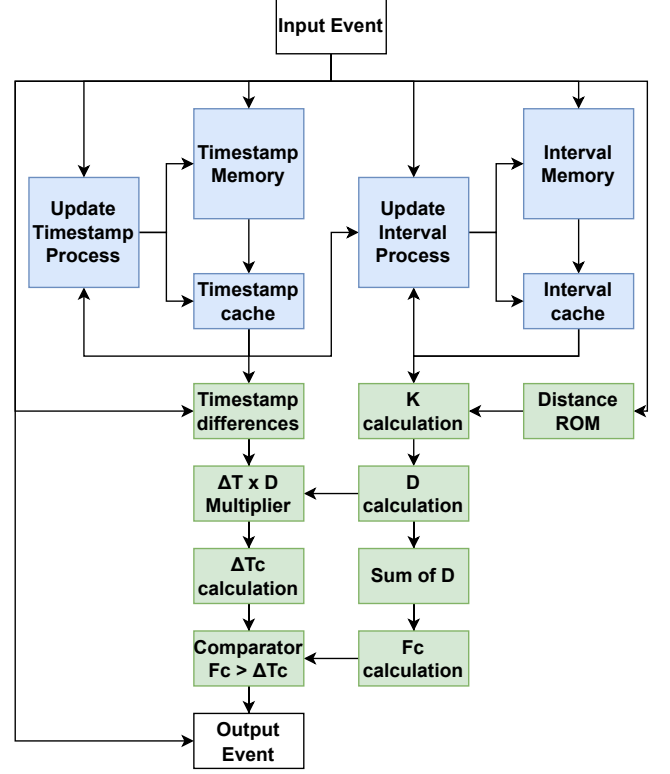 Input Event
Timestamp
Memory
Interval
Memory
Update
Timestamp
Process
Update
Interval
Process
Timestamp
cache
Interval
cache
Timestamp
differences
K
calculation
Distance
ROM
ΔT x D
Multiplier
D
calculation
ΔTc
calculation
Sum of D
Comparator
Fc > ΔTc
Fc
calculation
Output
Event